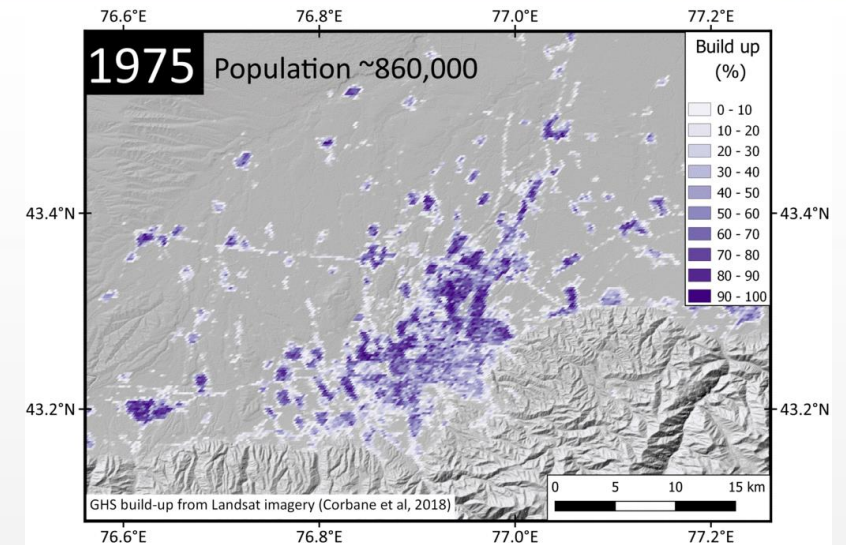 76.6°E 76.8°E 77.0°E 77.2°E
1975 Population ~860,000
Build up
(%)
0 - 10
10 - 20
20 - 30
30 - 40
40 - 50
50 - 60
60 - 70
70 - 80
80 - 90
90 - 100
43.4°N 43.4°N
43.2°N 43.2°N
0 5 10 15 km
GHS build-up from Landsat imagery (Corbane et al, 2018)
76.6°E 76.8°E 77.0°E 77.2°E